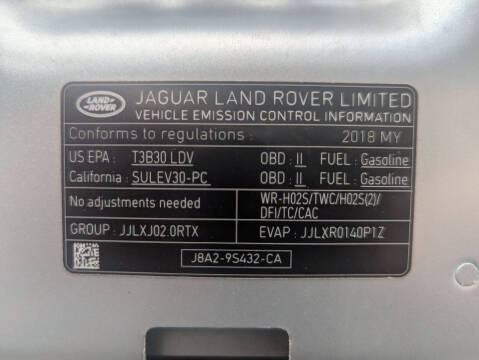 LAND-
-ROVER
JAGUAR LAND ROVER LIMITED
VEHICLE EMISSION CONTROL INFORMATION
Conforms to regulations : 2018 MY
US EPA : T3B30 LDV OBD : II FUEL : Gasoline
California : SULEV30-PC OBD : II FUEL : Gasoline
No adjustments needed
WR-HO2S/TWC/HO2S(2)/
DFI/TC/CAC
GROUP : JJLXJ02.0RTX EVAP : JJLXR0140P1Z
J8A2-9S432-CA